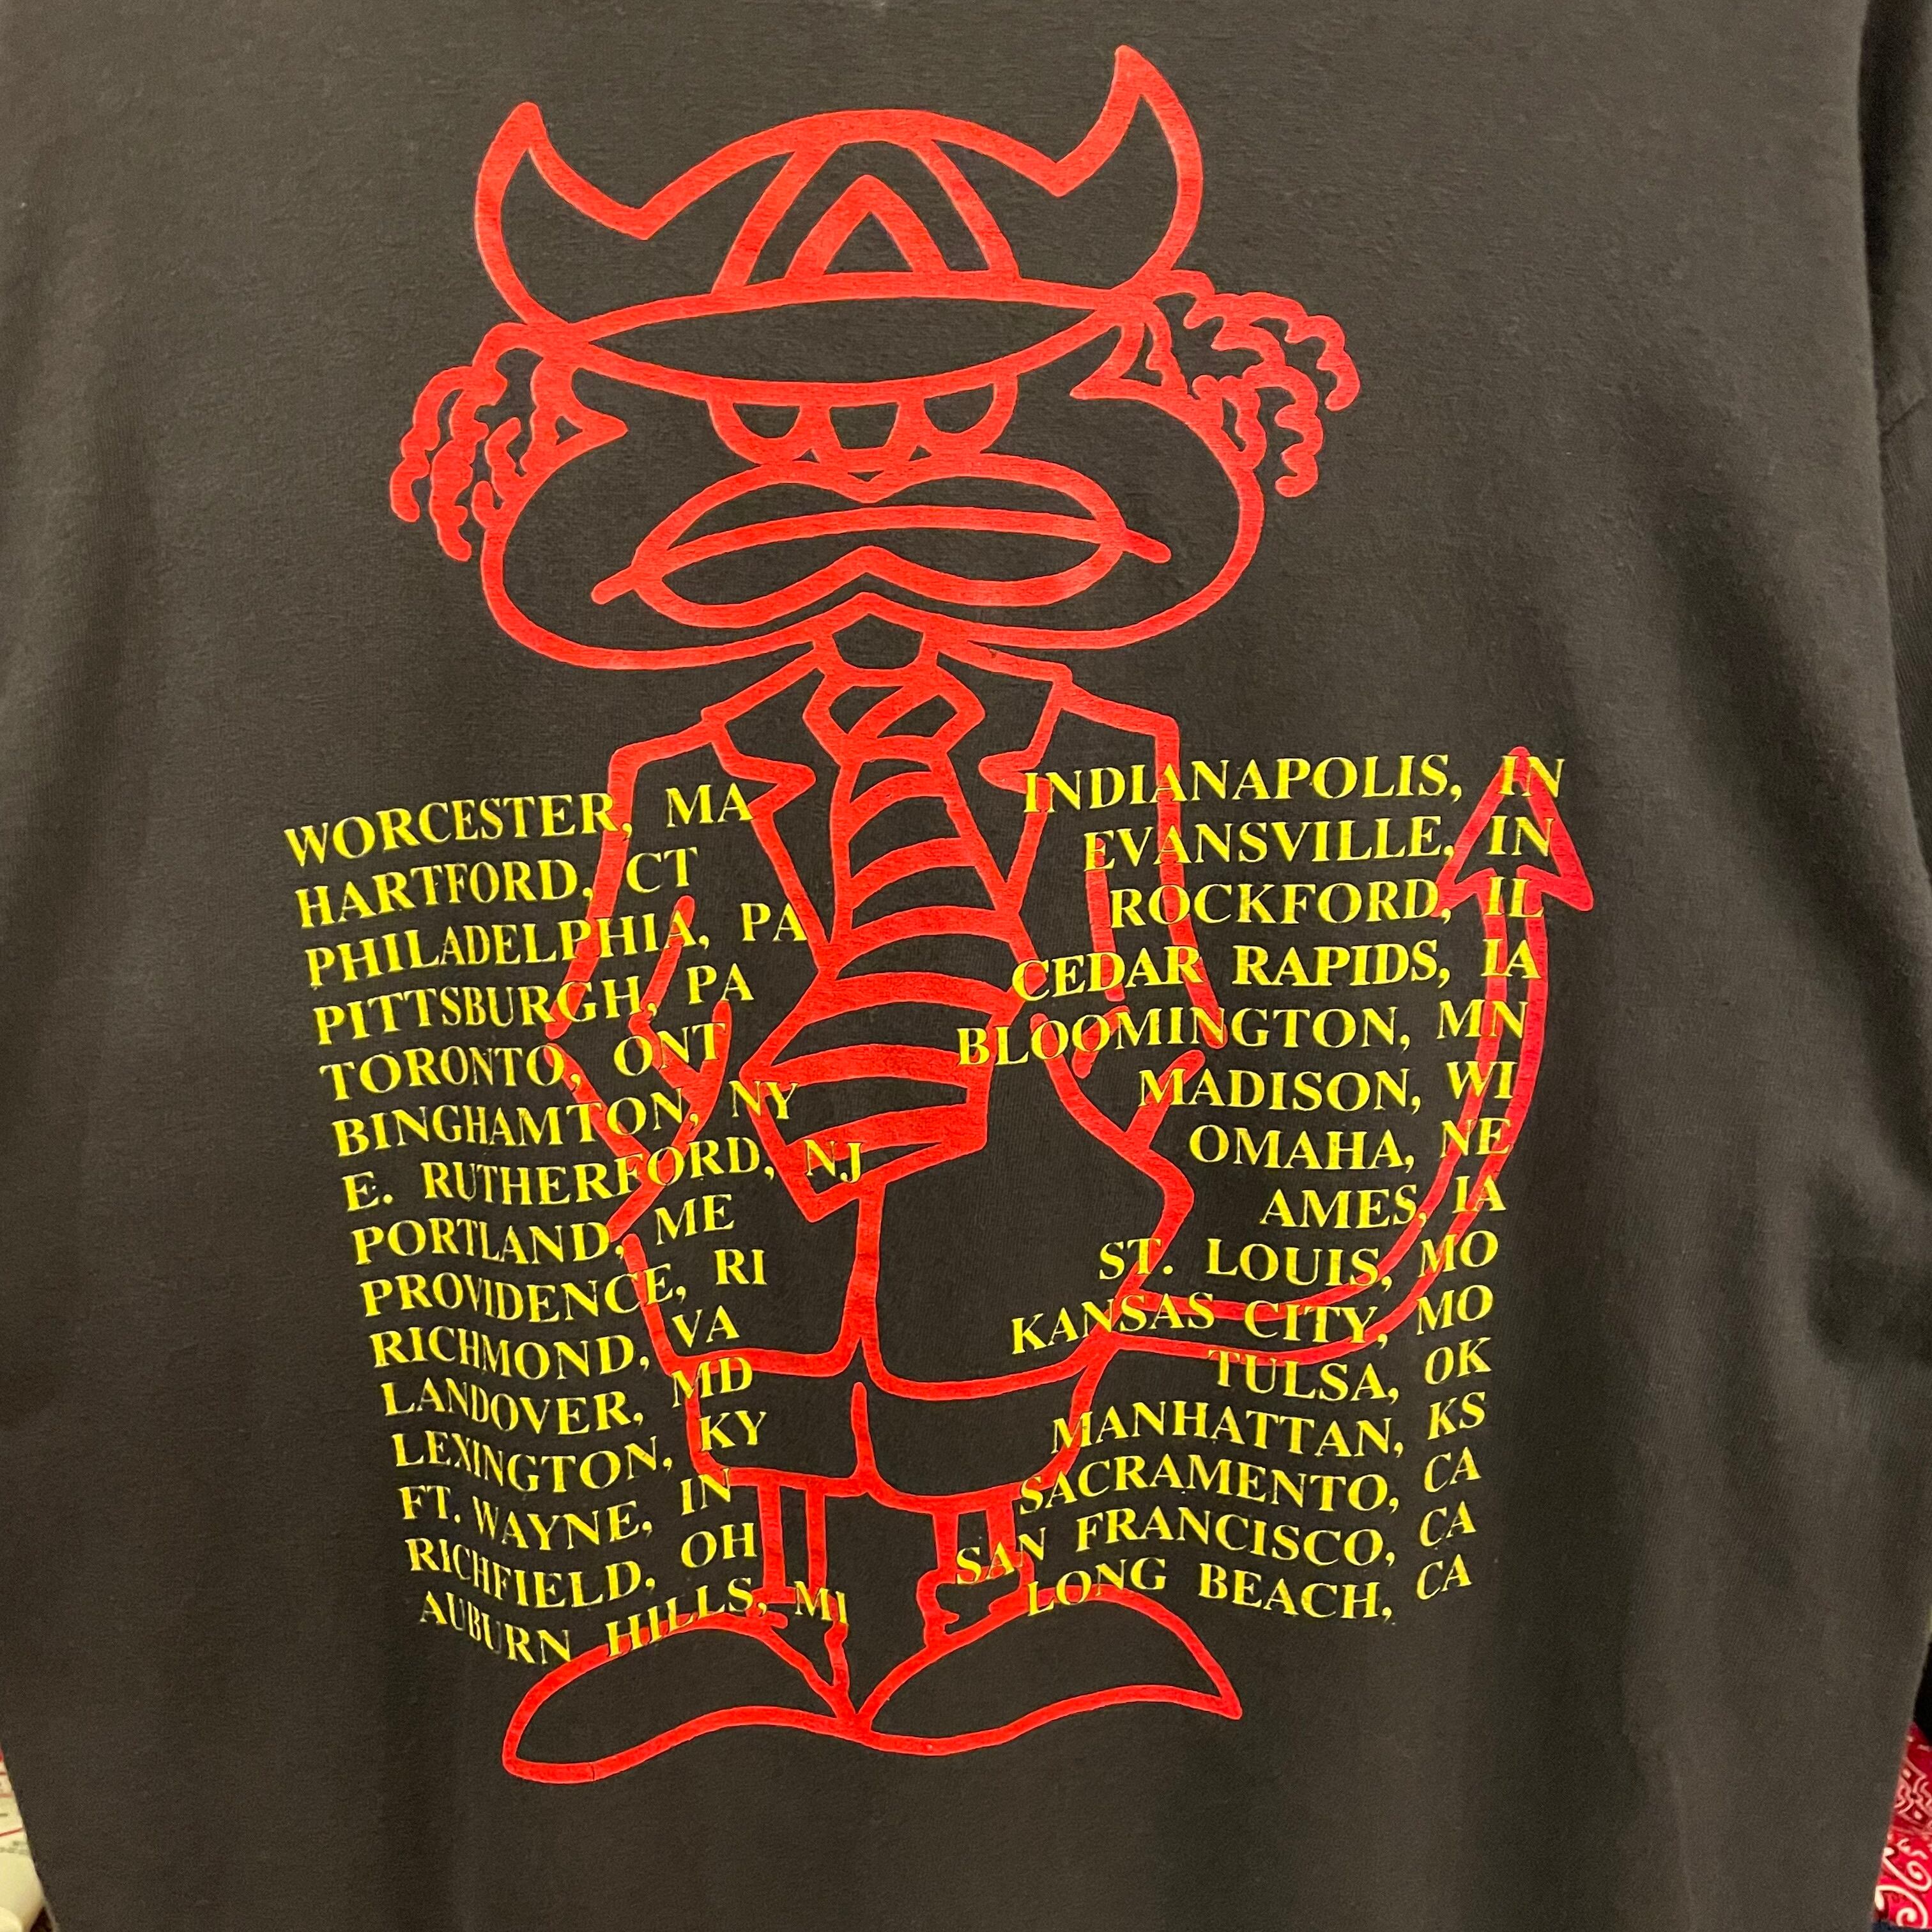 WORCESTER, MA
HARTFORD, CT
PHILADELPHIA, PA
PITTSBURGH, PA
TORONTO, ONT
BINGHAMTON, NY
E. RUTHERFORD, NJ
PORTLAND, ME
PROVIDENCE, RI
RICHMOND, VA
LANDOVER, MD
LEXINGTON, KY
FT. WAYNE, IN
RICHFIELD, OH
AUBURN HILLS, MI
INDIANAPOLIS, IN
EVANSVILLE, IN
ROCKFORD, IL
CEDAR RAPIDS, IA
BLOOMINGTON, MN
MADISON, WI
OMAHA, NE
AMES, IA
ST. LOUIS, MO
KANSAS CITY, MO
TULSA, OK
MANHATTAN, KS
SACRAMENTO, CA
SAN FRANCISCO, CA
LONG BEACH, CA